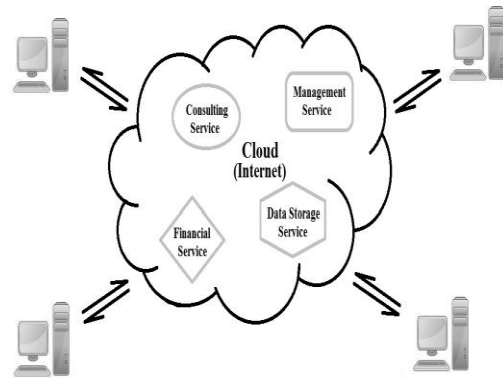 Consulting
Service
Management
Service
Cloud
(Internet)
Financial
Service
Data Storage
Service